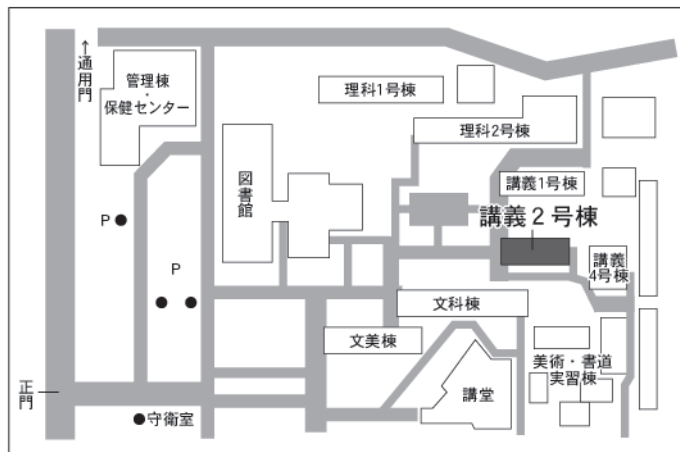 ↑通用門
管理棟
・
保健センター
理科1号棟
理科2号棟
図書館
講義1号棟
P
講義２号棟
P
講義
4号棟
文科棟
文美棟
美術・書道
実習棟
正門
講堂
守衛室